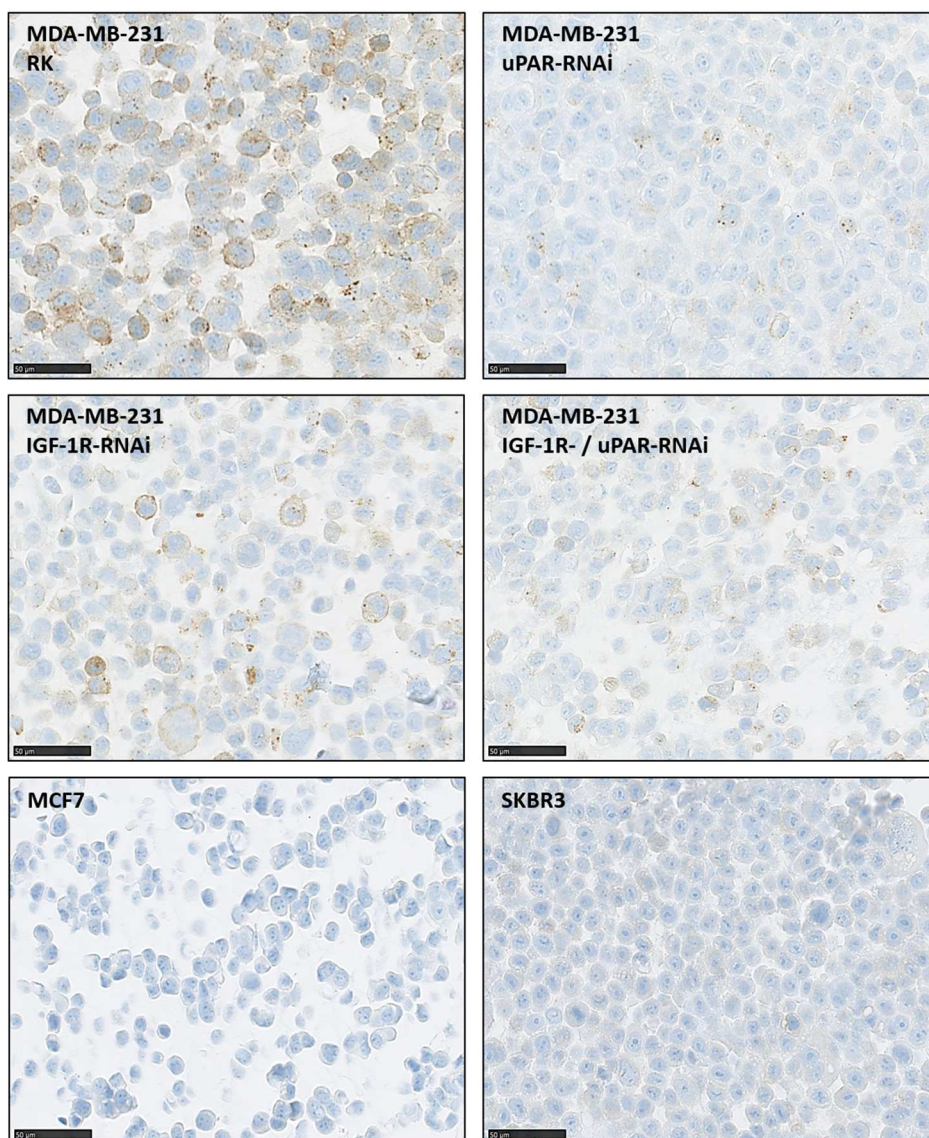 MDA-MB-231
RK
50 µm
MDA-MB-231
uPAR-RNAi
50 µm
MDA-MB-231
IGF-1R-RNAi
50 µm
MDA-MB-231
IGF-1R- / uPAR-RNAi
50 µm
MCF7
50 µm
SKBR3
50 µm